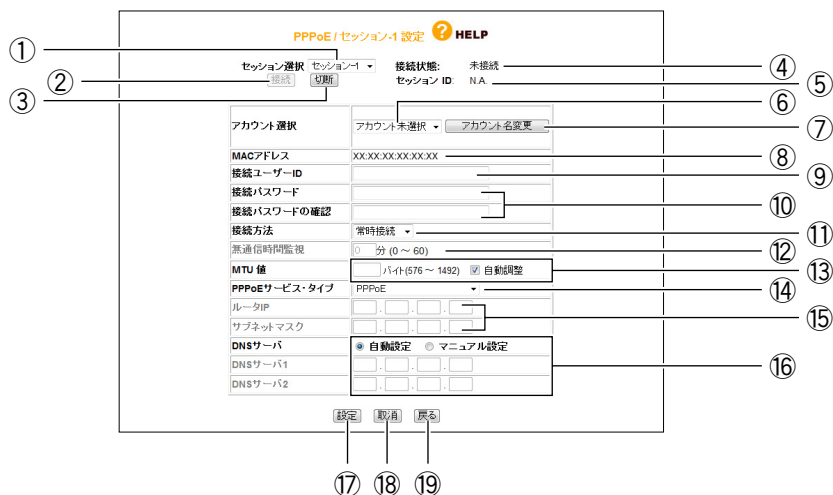 PPPoE / セッション-1 設定 ? HELP
① セッション選択 セッション-1 接続状態: 未接続 ④
② 接続 ③ 切断 セッション ID: N.A. ⑤
⑥
アカウント選択 アカウント未選択 アカウント名変更 ⑦
MACアドレス XX:XX:XX:XX:XX:XX ⑧
接続ユーザーID ⑨
接続パスワード ⑩
接続パスワードの確認
接続方法 常時接続 ⑪
無通信時間監視 0 分 (0 ～ 60) ⑫
MTU 値 バイト(576 ～ 1492) 自動調整 ⑬
PPPoEサービス・タイプ PPPoE ⑭
ルータIP . . . ⑮
サブネットマスク . . .
DNSサーバ 自動設定 マニュアル設定 ⑯
DNSサーバ1 . . .
DNSサーバ2 . . .
設定 取消 戻る
⑰ ⑱ ⑲